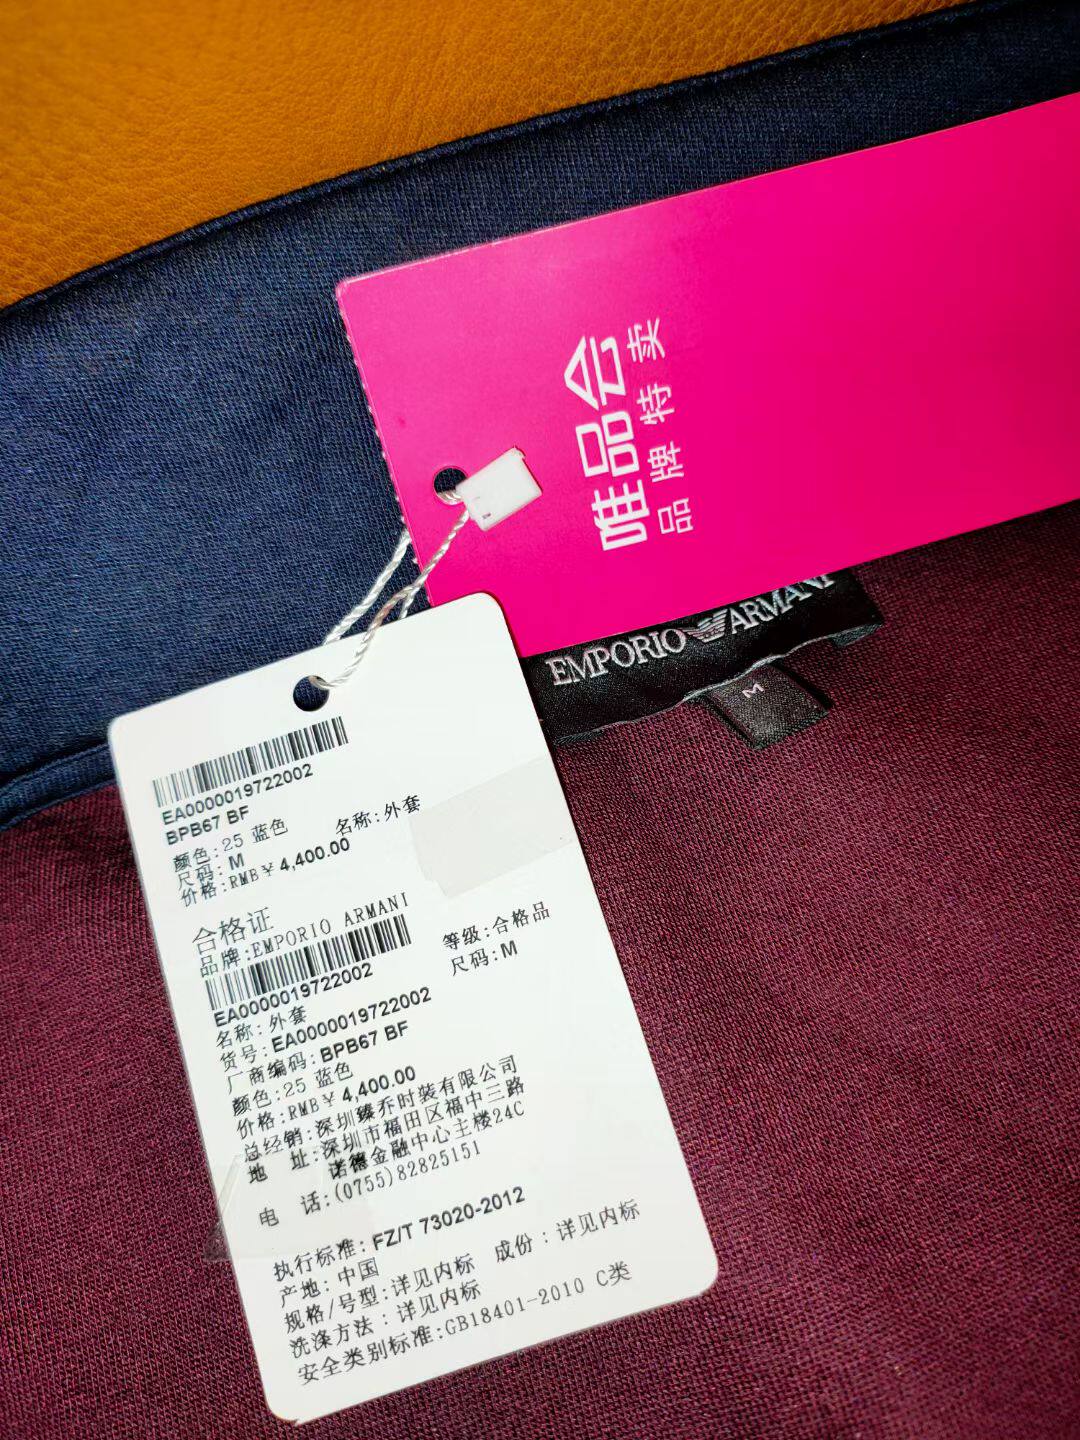 唯品会
品牌特卖
EMPORIO ARMANI
M
EA0000019722002
BPB67 BF
颜色:25 蓝色 名称:外套
尺码:M
价格:RMB￥4,400.00
合格证
品牌:EMPORIO ARMANI
EA0000019722002 等级:合格品
名称:外套 尺码:M
货号:EA0000019722002
厂商编码:BPB67 BF
颜色:25 蓝色
价格:RMB￥4,400.00
总经销:深圳臻乔时装有限公司
地 址:深圳市福田区福中三路
诺德金融中心主楼24C
电 话:(0755)82825151
执行标准:FZ/T 73020-2012
产地:中国 成份:详见内标
规格/号型:详见内标
洗涤方法:详见内标
安全类别标准:GB18401-2010 C类